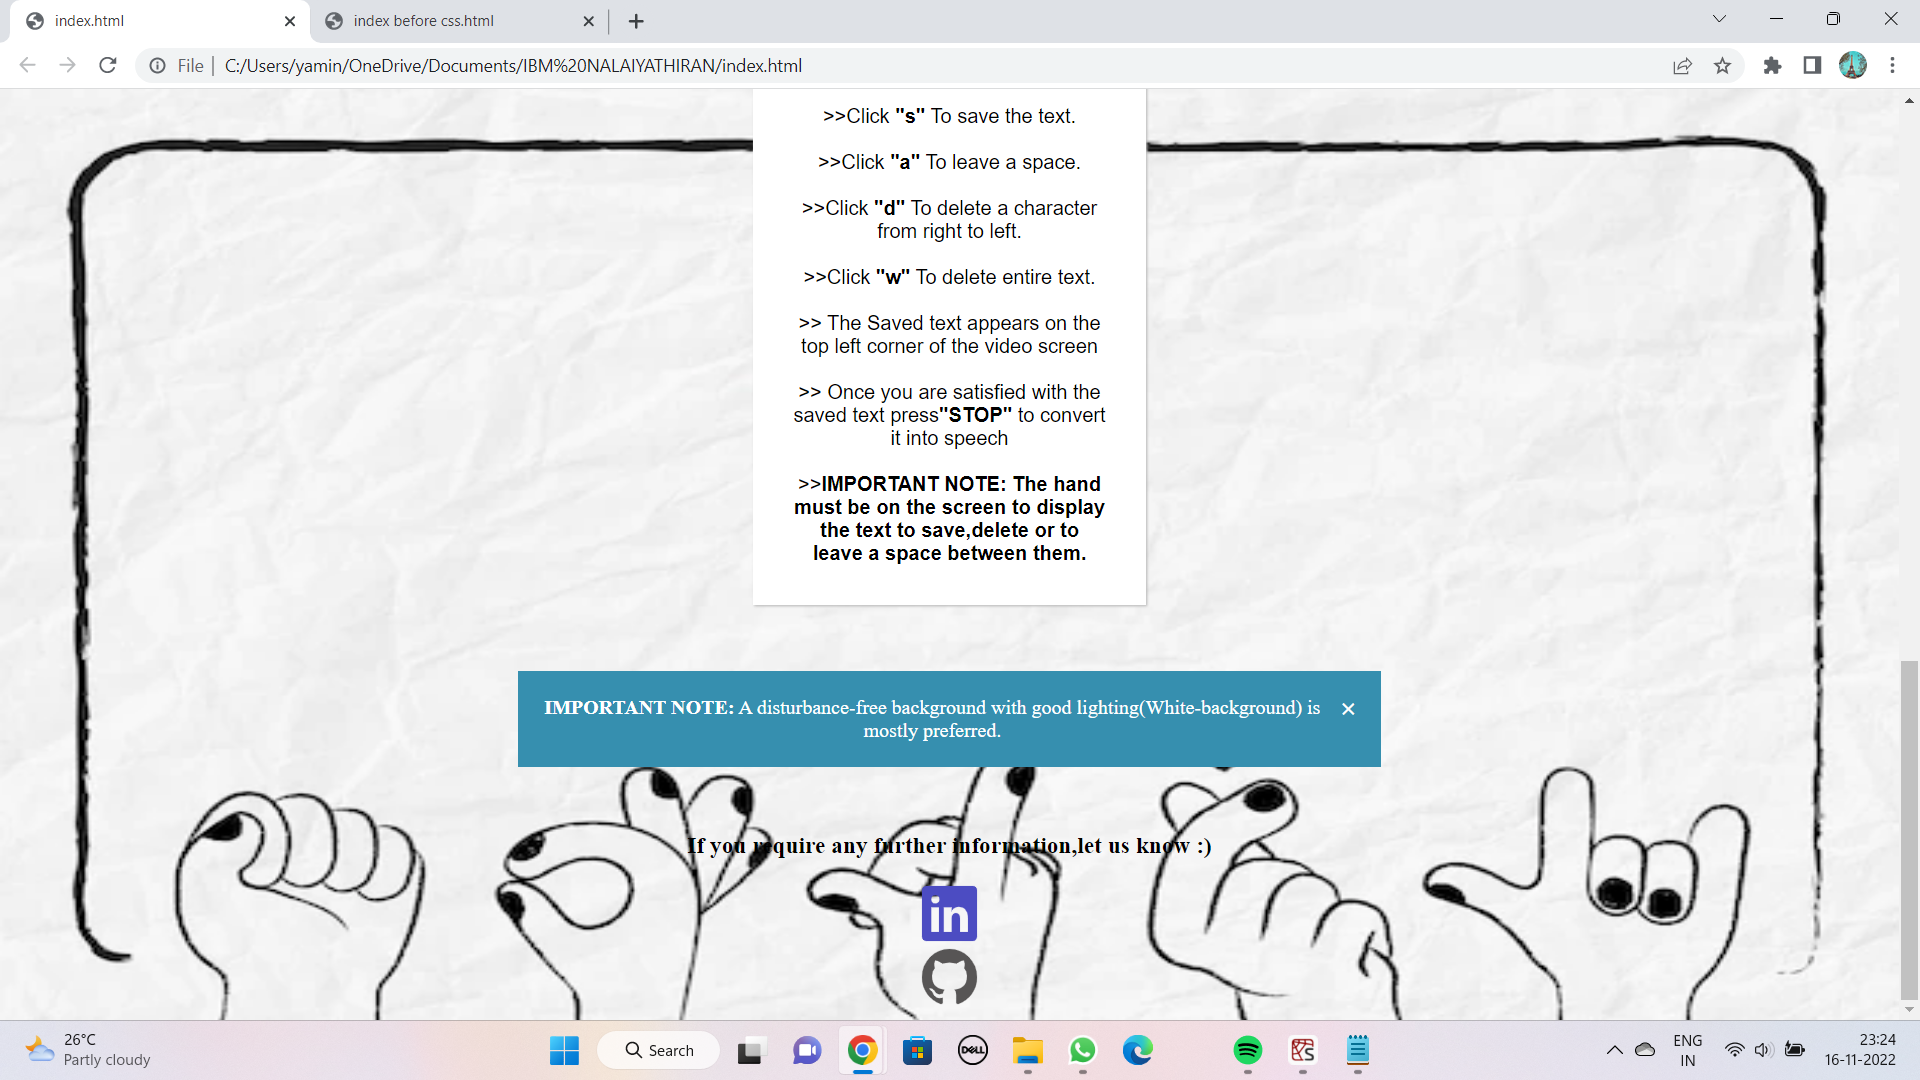 index.html
index before css.html
File
C:/Users/yamin/OneDrive/Documents/IBM%20NALAIYATHIRAN/index.html
>>Click "s" To save the text.
>>Click "a" To leave a space.
>>Click "d" To delete a character
from right to left.
>>Click "w" To delete entire text.
>> The Saved text appears on the
top left corner of the video screen
>> Once you are satisfied with the
saved text press"STOP" to convert
it into speech
>>IMPORTANT NOTE: The hand
must be on the screen to display
the text to save,delete or to
leave a space between them.
IMPORTANT NOTE: A disturbance-free background with good lighting(White-background) is
mostly preferred.
If you require any further information,let us know :)
in
26°C
Partly cloudy
Search
DELL
ENG
IN
23:24
16-11-2022